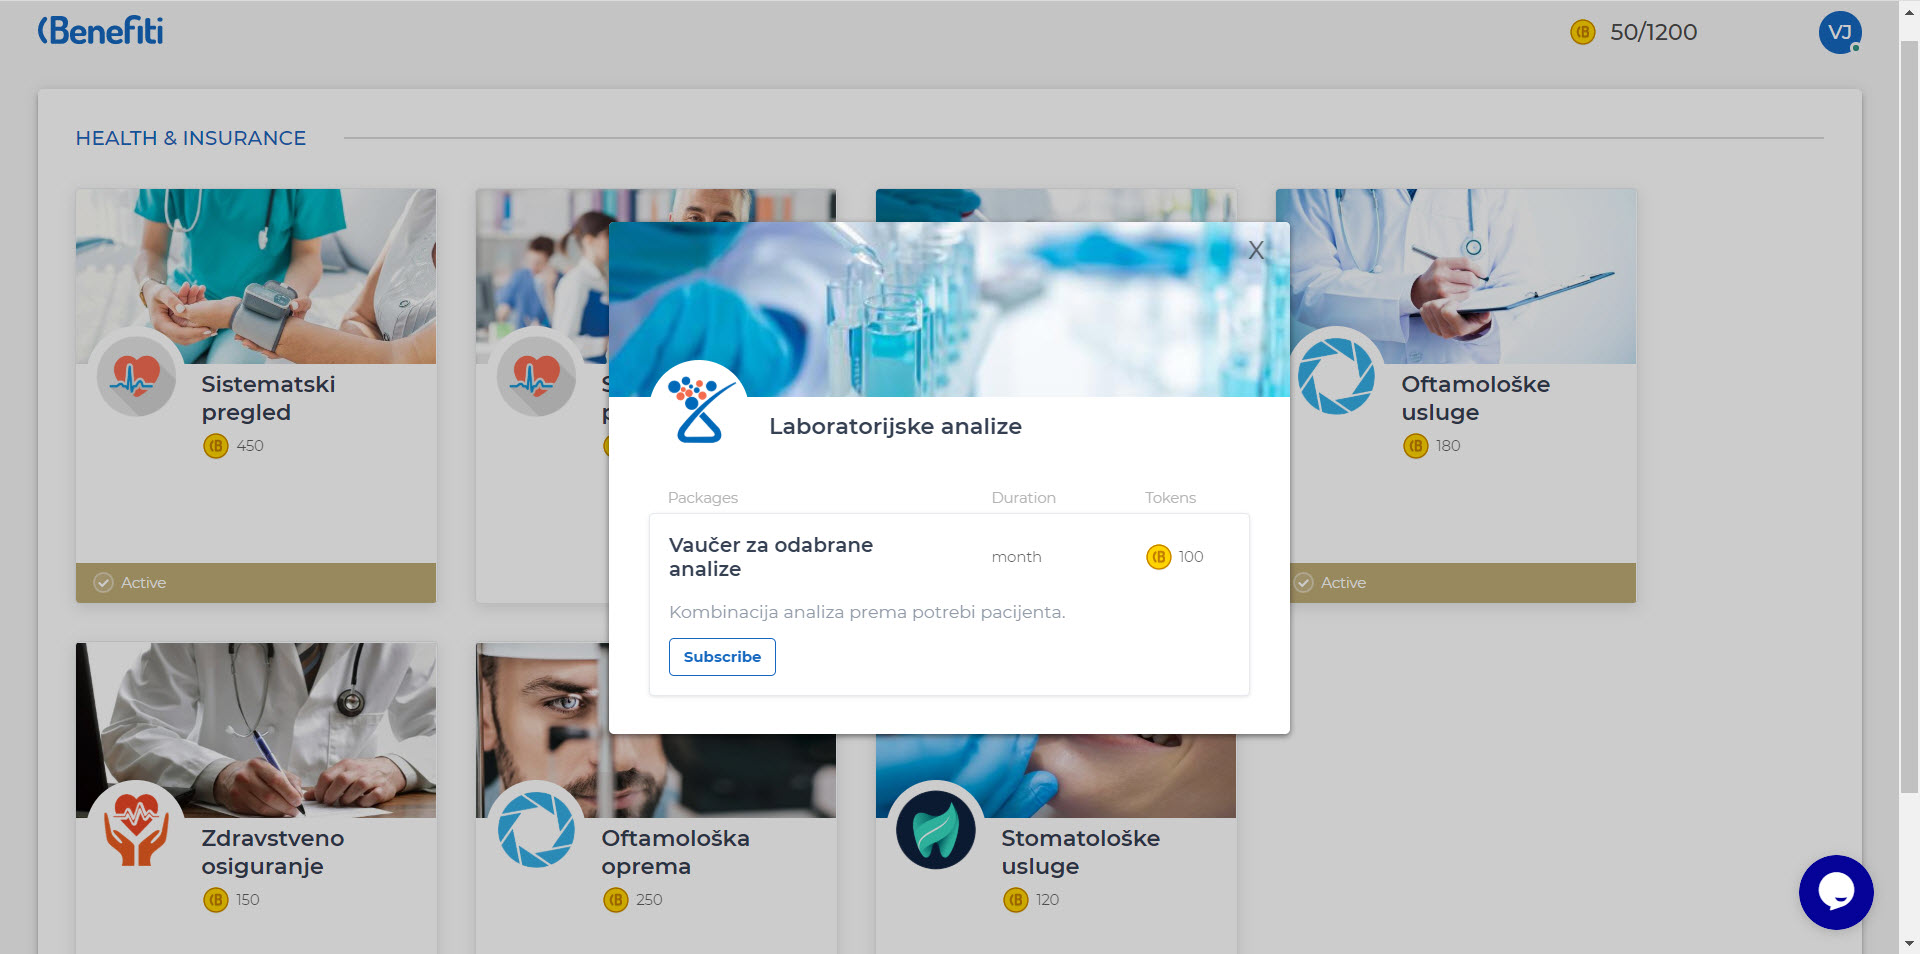 Benefiti
50/1200
VJ
HEALTH & INSURANCE
Sistematski
pregled
450
Active
Oftamološke
usluge
180
Active
X
Laboratorijske analize
Packages Duration Tokens
Vaučer za odabrane
analize
month
100
Kombinacija analiza prema potrebi pacijenta.
Subscribe
Zdravstveno
osiguranje
150
Oftamološka
oprema
250
Stomatološke
usluge
120